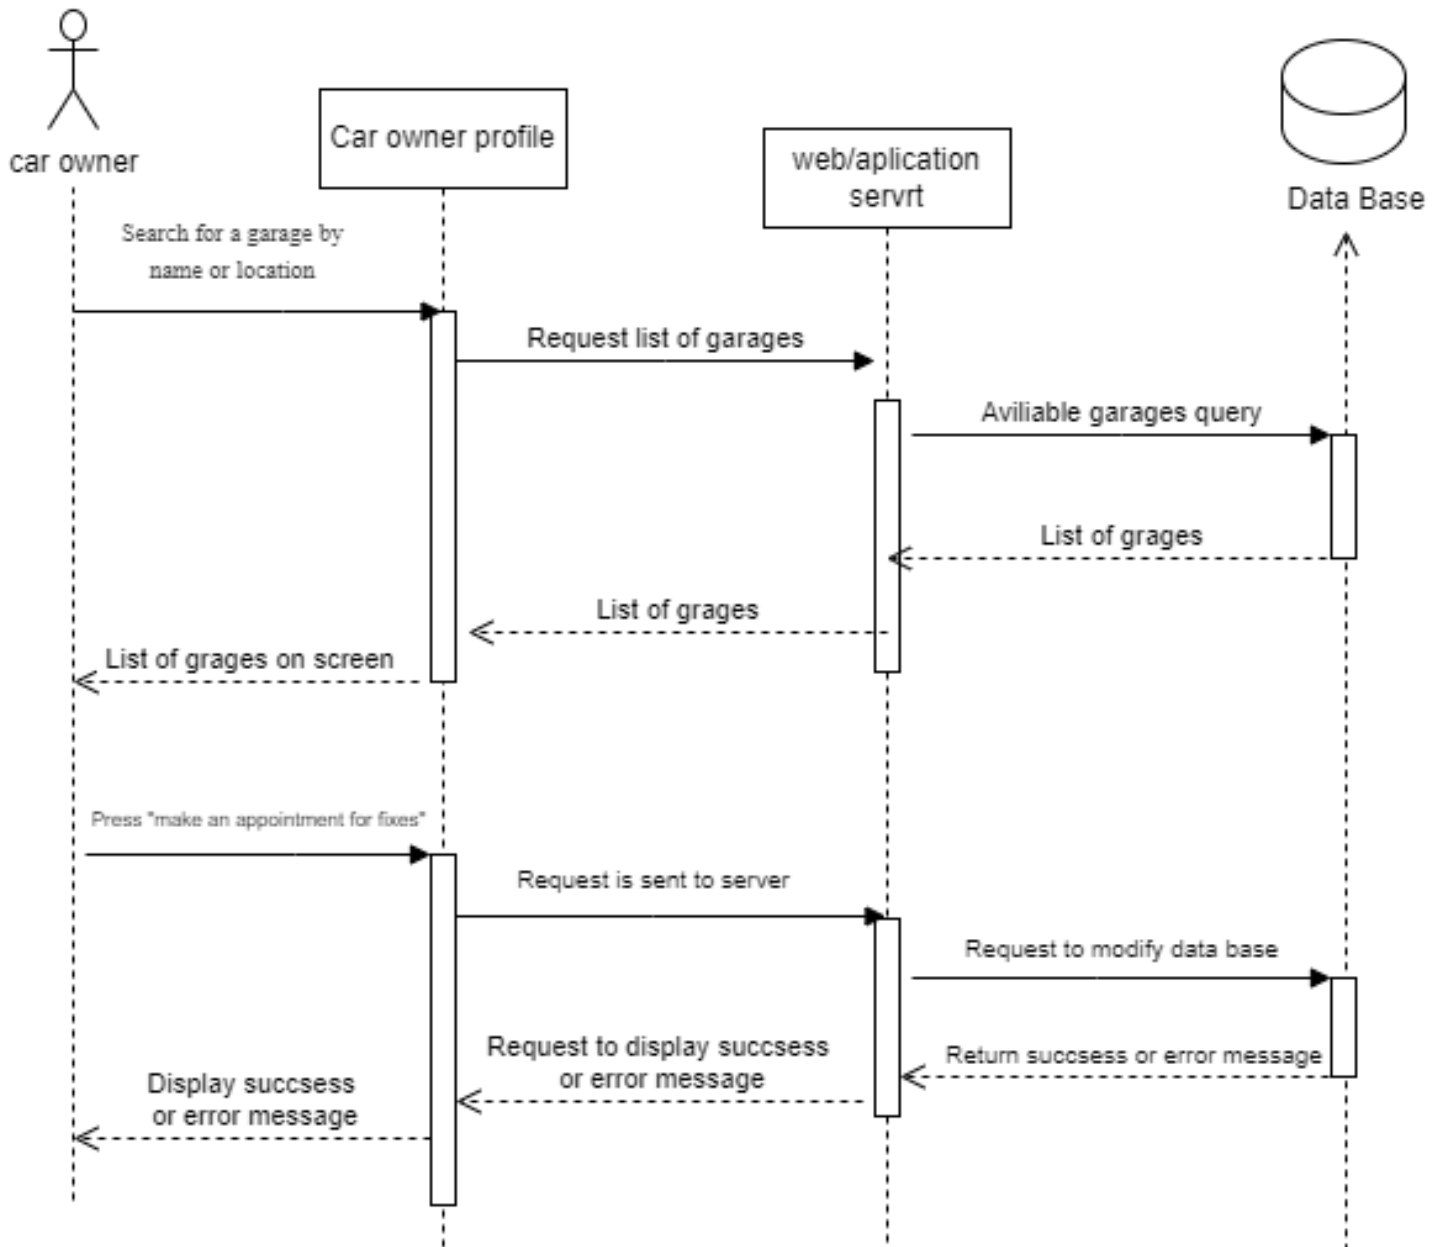 car owner
Car owner profile
web/aplication
servrt
Data Base
Search for a garage by
name or location
Request list of garages
Aviliable garages query
List of grages
List of grages
List of grages on screen
Press "make an appointment for fixes"
Request is sent to server
Request to modify data base
Return succsess or error message
Request to display succsess
or error message
Display succsess
or error message